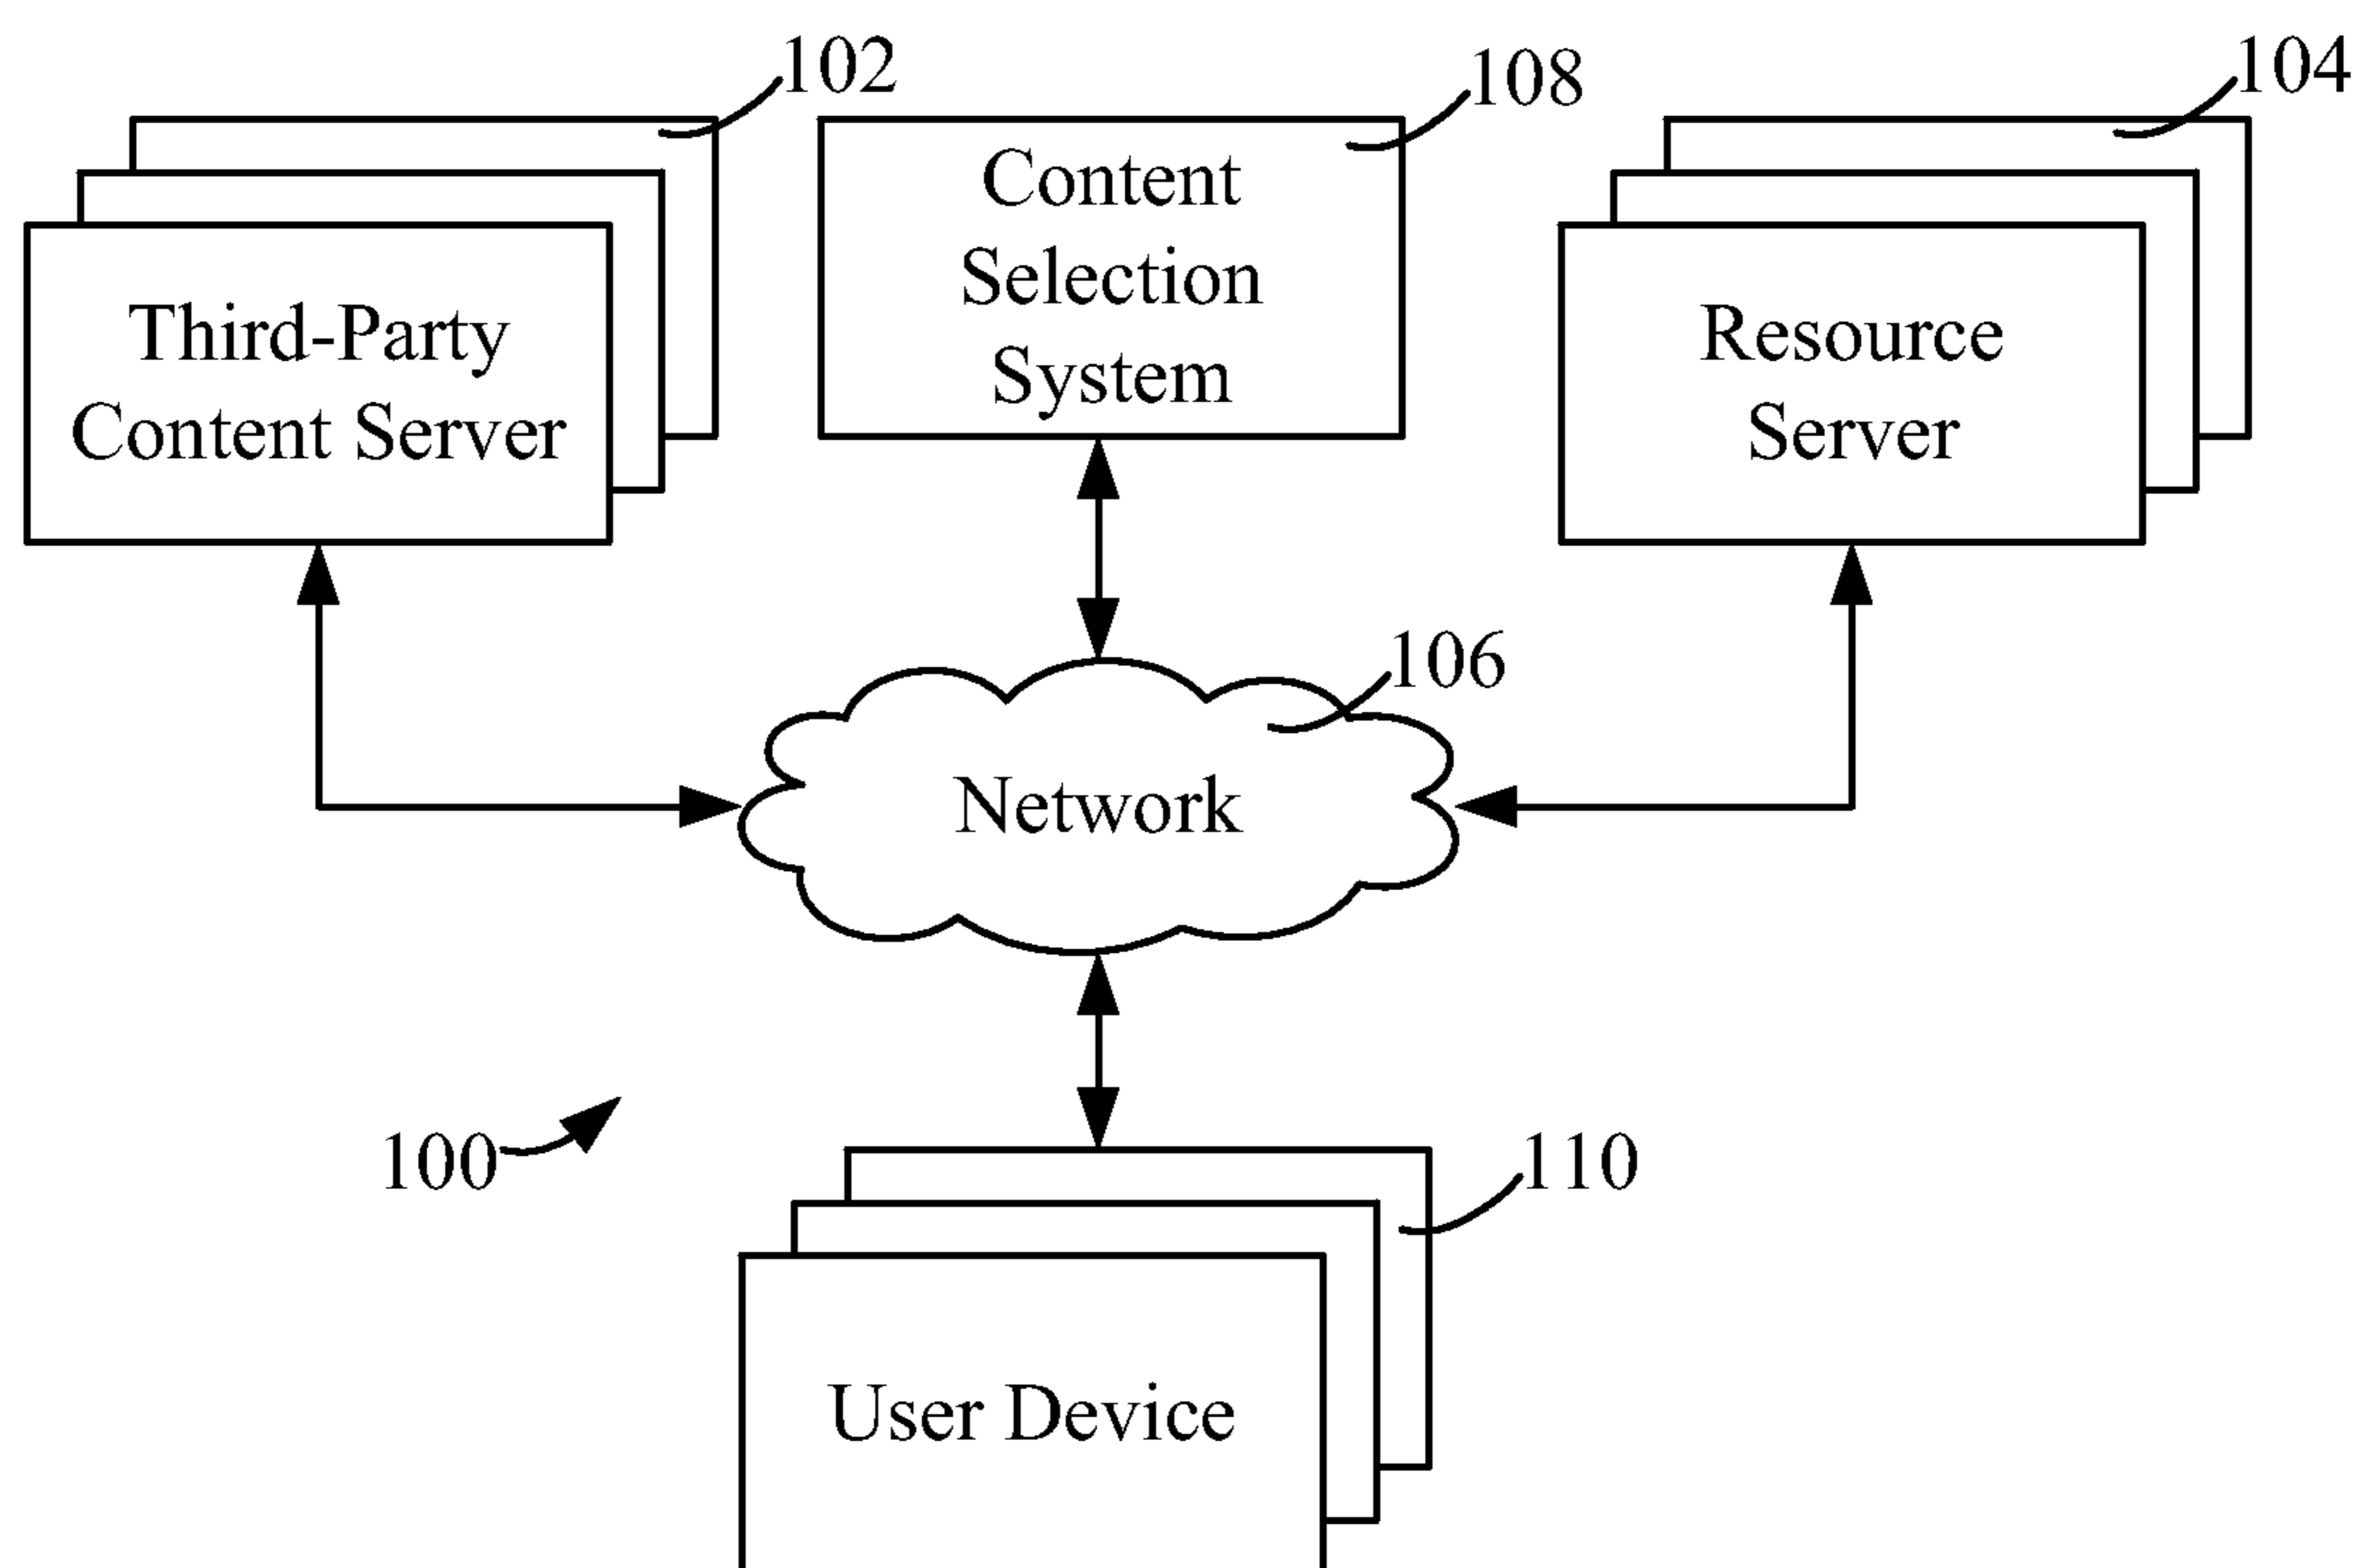 102
108
104
Content
Selection
System
Third-Party
Content Server
Resource
Server
106
Network
100
110
User Device